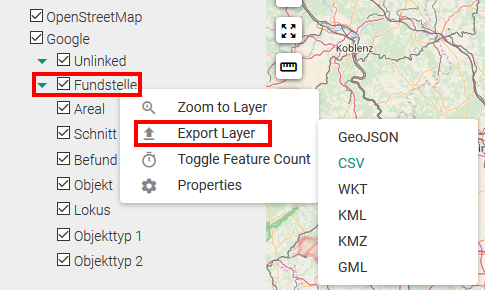 OpenStreetMap
Google
Unlinked
Fundstelle
Areal
Schnitt
Befund
Objekt
Lokus
Objekttyp 1
Objekttyp 2
Zoom to Layer
Export Layer
Toggle Feature Count
Properties
GeoJSON
CSV
WKT
KML
KMZ
GML
Koblenz